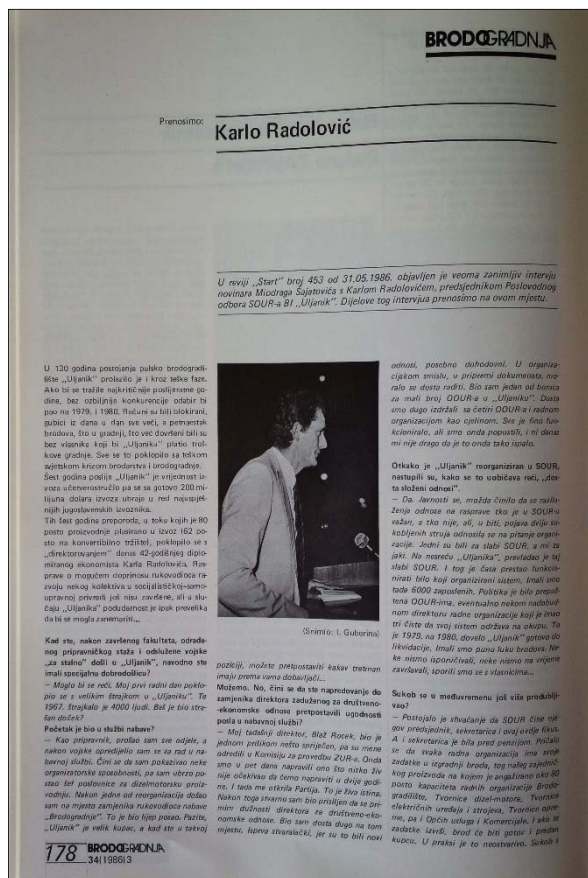 BRODOGRADNJA
Prenosimo:
Karlo Radolović
U reviji „Start" broj 453 od 31.05.1986. objavljen je veoma zanimljiv intervju
novinara Miodraga Šajatovića s Karlom Radolovićem, predsjednikom Poslovodnog
odbora SOUR-a BI „Uljanik". Dijelove tog intervjua prenosimo na ovom mjestu.
U 130 godina postojanja pulsko brodogradi-
lište „Uljanik" prolazilo je i kroz teške faze.
Ako bi se tražile najkritičnije poslijeratne go-
dine, bez ozbiljnije konkurencije odabir bi
pao na 1979. i 1980. Računi su bili blokirani,
gubici iz dana u dan sve veći, a petnaestak
brodova, što u gradnji, što već dovršeni bili su
bez vlasnika koji bi „Uljaniku" platio troš-
kove gradnje. Sve se to poklopilo sa teškom
svjetskom krizom brodarstva i brodogradnje.
Šest godina poslije „Uljanik" je vrijednost iz-
voza učetverostručio pa se sa gotovo 200 mi-
lijuna dolara izvoza ubraja u red najuspješ-
nijih jugoslavenskih izvoznika.
Tih šest godina preporoda, u toku kojih je 80
posto proizvodnje plasirano u izvoz (62 po-
sto na konvertibilno tržište), poklopilo se s
„direktorovanjem" danas 42-godišnjeg diplo-
miranog ekonomista Karla Radolovića. Ras-
prave o mogućem doprinosu rukovodioca ra-
zvoju nekog kolektiva u socijalističkoj-samo-
upravnoj privredi još nisu završene, ali u slu-
čaju „Uljanika" podudarnost je ipak prevelika
da bi se mogla zanemariti...
Kad ste, nakon završenog fakulteta, odrađe-
nog pripravničkog staža i odslužene vojske
„za stalno" došli u „Uljanik", navodno ste
imali specijalnu dobrodošlicu?
— Moglo bi se reći. Moj prvi radni dan poklo-
pio se s velikim štrajkom u „Uljaniku". Ta
1967. Štrajkalo je 4000 ljudi. Baš je bio stra-
šan doček?
Početak je bio u službi nabave?
— Kao pripravnik, prošao sam sve odjele, a
nakon vojske opredijelio sam se za rad u na-
bavnoj službi. Čini se da sam pokazivao neke
organizatorske sposobnosti, pa sam ubrzo po-
stao šef poslovnice za dizelmotorsku proiz-
vodnju. Nakon jedne od reorganizacija došao
sam na mjesto zamjenika rukovodioca nabave
„Brodogradnje". To je bio lijep posao. Pazite,
„Uljanik" je velik kupac, a kad ste u takvoj
(Snimio: I. Guborina)
poziciji, možete pretpostaviti kakav tretman
imaju prema vama dobavljači...
Možemo. No, čini se da ste napredovanje do
zamjenika direktora zaduženog za društveno-
-ekonomske odnose pretpostavili ugodnosti
posla u nabavnoj službi?
— Moj tadašnji direktor, Blaž Rocek, bio je
jednom prilikom nešto spriječen, pa su mene
odredili u Komisiju za provedbu ZUR-a. Onda
smo u pet dana napravili ono što nitko živ
nije očekivao da ćemo napraviti u dvije godi-
ne. I tada me otkrila Partija. To je živa istina.
Nakon toga stvarno sam bio prisiljen da se pri-
mim dužnosti direktora za društveno-eko-
nomske odnose. Bio sam dosta dugo na tom
mjestu. Isprva stvaralački, jer su to bili novi
odnosi, posebno dohodovni. U organiza-
cijskom smislu, u pripremi dokumenata, mo-
ralo se dosta raditi. Bio sam jedan od boraca
za mali broj OOUR-a u „Uljaniku". Dosta
smo dugo izdržali sa četiri OOUR-a i radnom
organizacijom kao cjelinom. Sve je fino fun-
kcioniralo, ali smo onda popustili, i ni danas
mi nije drago da je to onda tako ispalo.
Otkako je „Uljanik" reorganiziran u SOUR,
nastupili su, kako se to uobičava reći, „dos-
ta složeni odnosi".
— Da. Javnosti se, možda činilo da se razila-
ženja odnose na rasprave tko je u SOUR-u
važan, a tko nije, ali, u biti, pojava dviju su-
kobljenih struja odnosila se na pitanje organi-
zacije. Jedni su bili za slabi SOUR, a mi za
jaki. Na nesreću „Uljanika", pravladao je taj
slabi SOUR. I tog je časa prestao funkcio-
nirati bilo koji organizirani sistem. Imali smo
tada 6000 zaposlenih. Politika je bila prepuš-
tena OOUR-ima, eventualno nekom nadobud-
nom direktoru radne organizacije koji je imao
tri čiste da svoj sistem održava na okupu. To
je 1979. na 1980. dovelo „Uljanik" gotovo do
likvidacije. Imali smo punu luku brodova. Ne-
ke nismo isporučivali, neke nismo na vrijeme
završavali, sporili smo se s vlasnicima...
Sukob se u međuvremenu još više produblji-
vao?
— Postojalo je shvaćanje da SOUR čine nje-
gov predsjednik, sekretarica i ovaj ovdje fikus.
A i sekretarica je bila pred penzijom. Pričalo
se da svaka radna organizacija ima svoje
zadatke u izgradnji broda, tog našeg zajednič-
kog proizvoda na kojem je angažirano oko 80
posto kapaciteta radnih organizacija Brodo-
gradilište, Tvornice dizel-motora, Tvornice
električnih uređaja i strojeva, Tvornice opre-
me, pa i Općih usluga i Komercijale. I ako te
zadatke izvrši, brod će biti gotov i predan
kupcu. U praksi je to neostvarivo. Sukob s
178 BRODOGRADNJA
34(1986)3